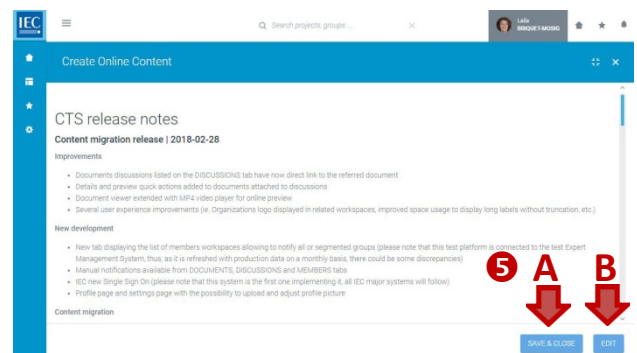 IEC
Search projects, groups ...
Laila
BEBQUET-MOSIG
Create Online Content
CTS release notes
Content migration release | 2018-02-28
Improvements
Documents discussions listed on the DISCUSSIONS tab have now direct link to the referred document
Details and preview quick actions added to documents attached to discussions
Document viewer extended with MP4 video player for online preview
Several user experience improvements (ie. Organizations logo displayed in related workspaces, improved space usage to display long labels without truncation, etc.)
New development
New tab displaying the list of members workspaces allowing to notify all or segmented groups (please note that this test platform is connected to the test Expert
Management System, thus, as it is refreshed with production data on a monthly basis, there could be some discrepancies)
Manual notifications available from DOCUMENTS, DISCUSSIONS and MEMBERS tabs
IEC new Single Sign On (please note that this system is the first one implementing it, all IEC major systems will follow)
Profile page and settings page with the possibility to upload and adjust profile picture
Content migration
5 A B
SAVE & CLOSE
EDIT